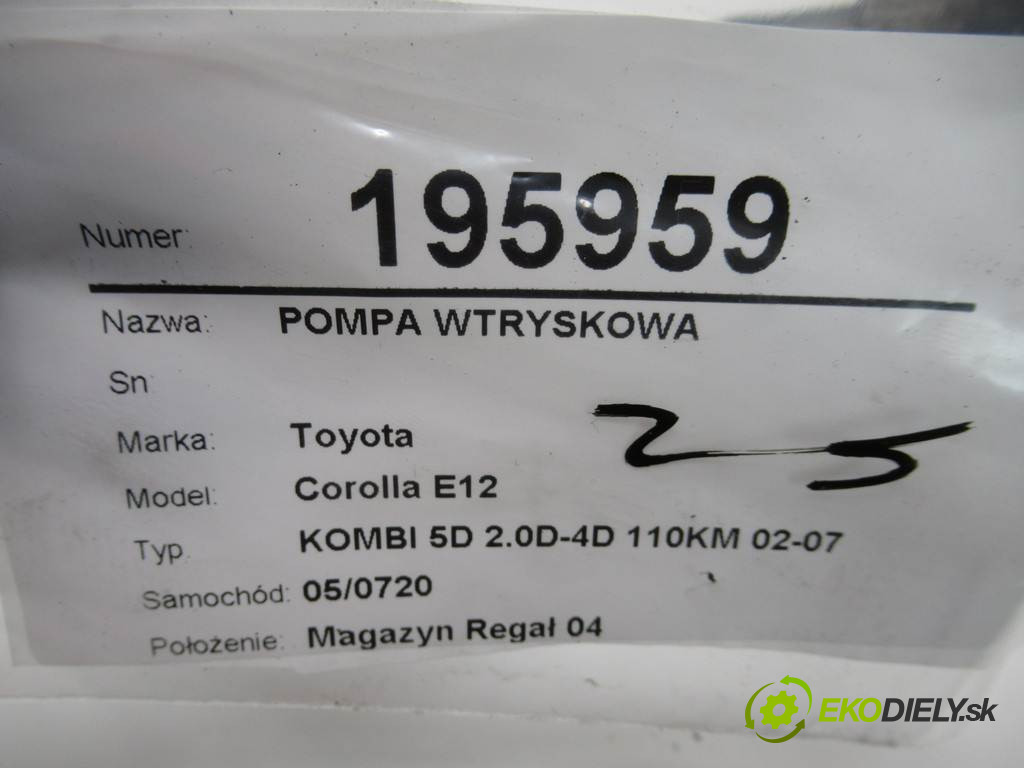 Numer: 195959
Nazwa: POMPA WTRYSKOWA
Sn
Marka: Toyota
Model: Corolla E12
Typ. KOMBI 5D 2.0D-4D 110KM 02-07
Samochód: 05/0720
Położenie: Magazyn Regał 04
EKODIELY.sk